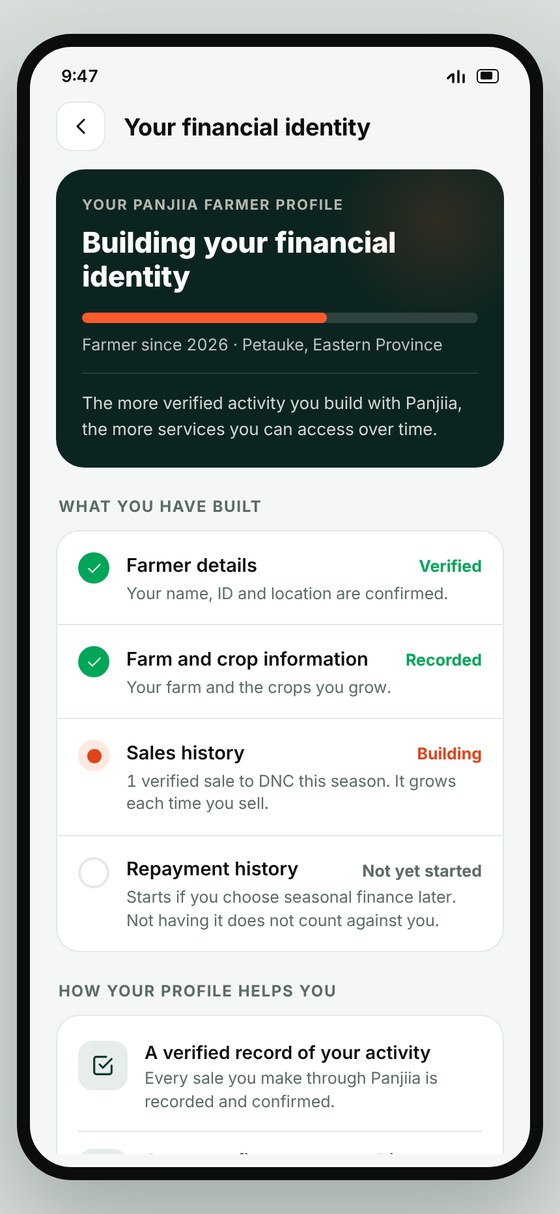 9:47
Your financial identity
YOUR PANJIIA FARMER PROFILE
Building your financial
identity
Farmer since 2026 · Petauke, Eastern Province
The more verified activity you build with Panjiia,
the more services you can access over time.
WHAT YOU HAVE BUILT
Farmer details
Verified
Your name, ID and location are confirmed.
Farm and crop information
Recorded
Your farm and the crops you grow.
Sales history
Building
1 verified sale to DNC this season. It grows
each time you sell.
Repayment history
Not yet started
Starts if you choose seasonal finance later.
Not having it does not count against you.
HOW YOUR PROFILE HELPS YOU
A verified record of your activity
Every sale you make through Panjiia is
recorded and confirmed.